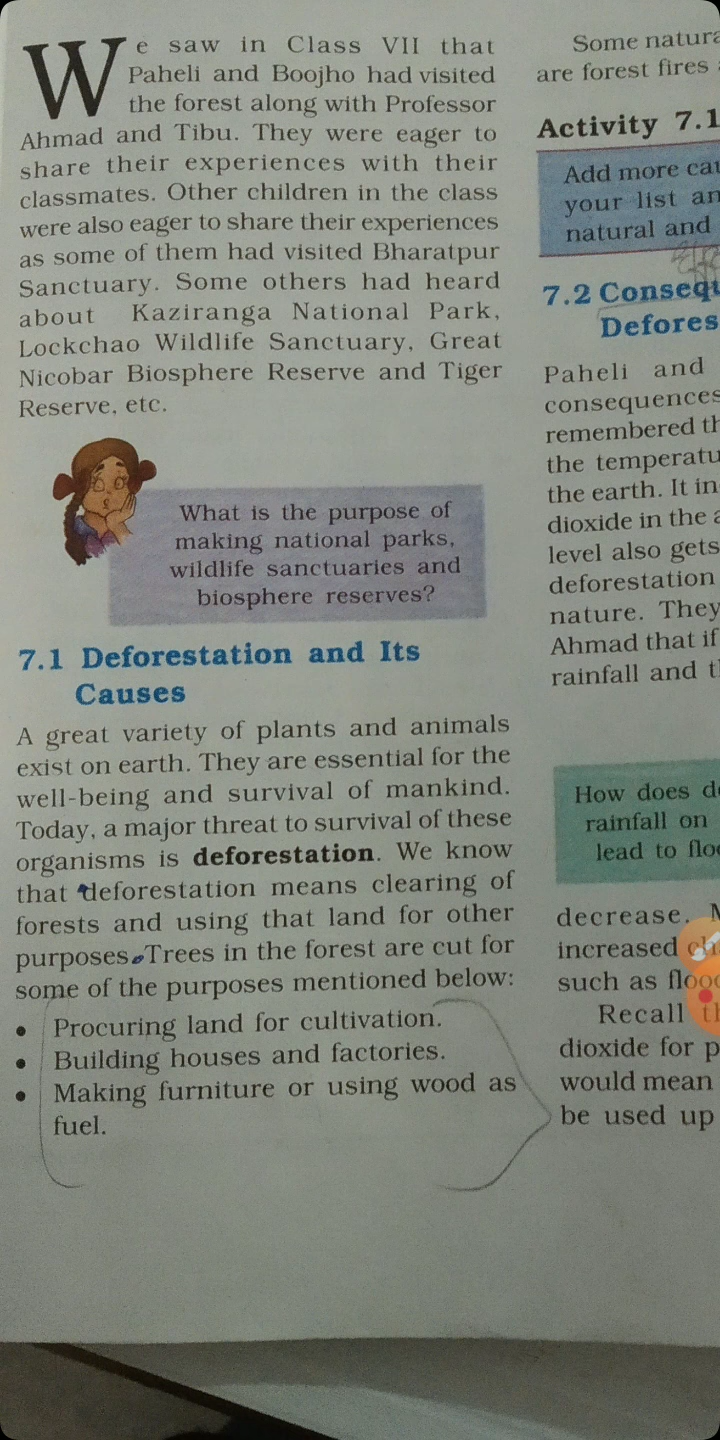 We saw in Class VII that
Paheli and Boojho had visited
the forest along with Professor
Ahmad and Tibu. They were eager to
share their experiences with their
classmates. Other children in the class
were also eager to share their experiences
as some of them had visited Bharatpur
Sanctuary. Some others had heard
about Kaziranga National Park,
Lockchao Wildlife Sanctuary, Great
Nicobar Biosphere Reserve and Tiger
Reserve, etc.
What is the purpose of
making national parks,
wildlife sanctuaries and
biosphere reserves?
7.1 Deforestation and Its
Causes
A great variety of plants and animals
exist on earth. They are essential for the
well-being and survival of mankind.
Today, a major threat to survival of these
organisms is deforestation. We know
that deforestation means clearing of
forests and using that land for other
purposes. Trees in the forest are cut for
some of the purposes mentioned below:
• Procuring land for cultivation.
• Building houses and factories.
• Making furniture or using wood as
fuel.
Some
are forest fires
Activity 7.1
Add more
your list
natural and
7.2
Paheli and
consequences
remembered
the
the earth. It
dioxide in the
level also gets
deforestation
nature. They
Ahmad that if
rainfall and
How does
rainfall on
lead to
decrease.
increased
such as
Recall
dioxide for
would mean
be used up